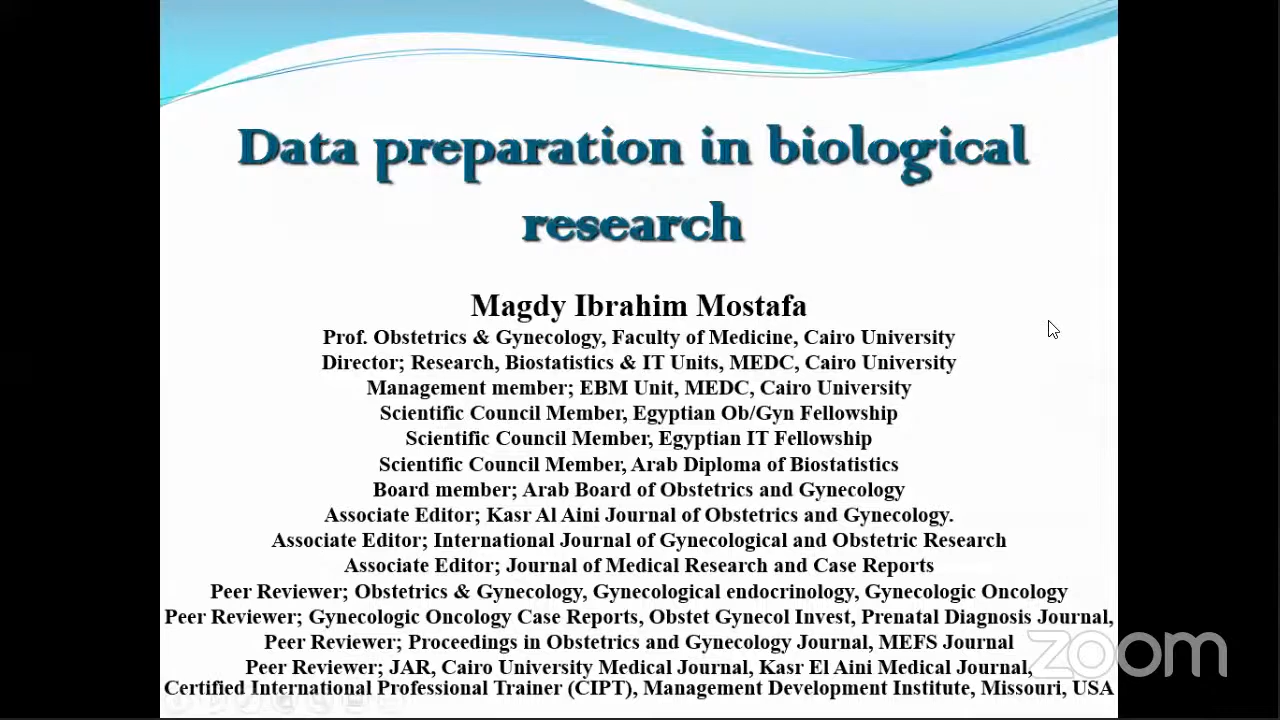 Data preparation in biological
research
Magdy Ibrahim Mostafa
Prof. Obstetrics & Gynecology, Faculty of Medicine, Cairo University
Director; Research, Biostatistics & IT Units, MEDC, Cairo University
Management member; EBM Unit, MEDC, Cairo University
Scientific Council Member, Egyptian Ob/Gyn Fellowship
Scientific Council Member, Egyptian IT Fellowship
Scientific Council Member, Arab Diploma of Biostatistics
Board member; Arab Board of Obstetrics and Gynecology
Associate Editor; Kasr Al Aini Journal of Obstetrics and Gynecology.
Associate Editor; International Journal of Gynecological and Obstetric Research
Associate Editor; Journal of Medical Research and Case Reports
Peer Reviewer; Obstetrics & Gynecology, Gynecological endocrinology, Gynecologic Oncology
Peer Reviewer; Gynecologic Oncology Case Reports, Obstet Gynecol Invest, Prenatal Diagnosis Journal,
Peer Reviewer; Proceedings in Obstetrics and Gynecology Journal, MEFS Journal
Peer Reviewer; JAR, Cairo University Medical Journal, Kasr El Aini Medical Journal,
Certified International Professional Trainer (CIPT), Management Development Institute, Missouri, USA
zoom